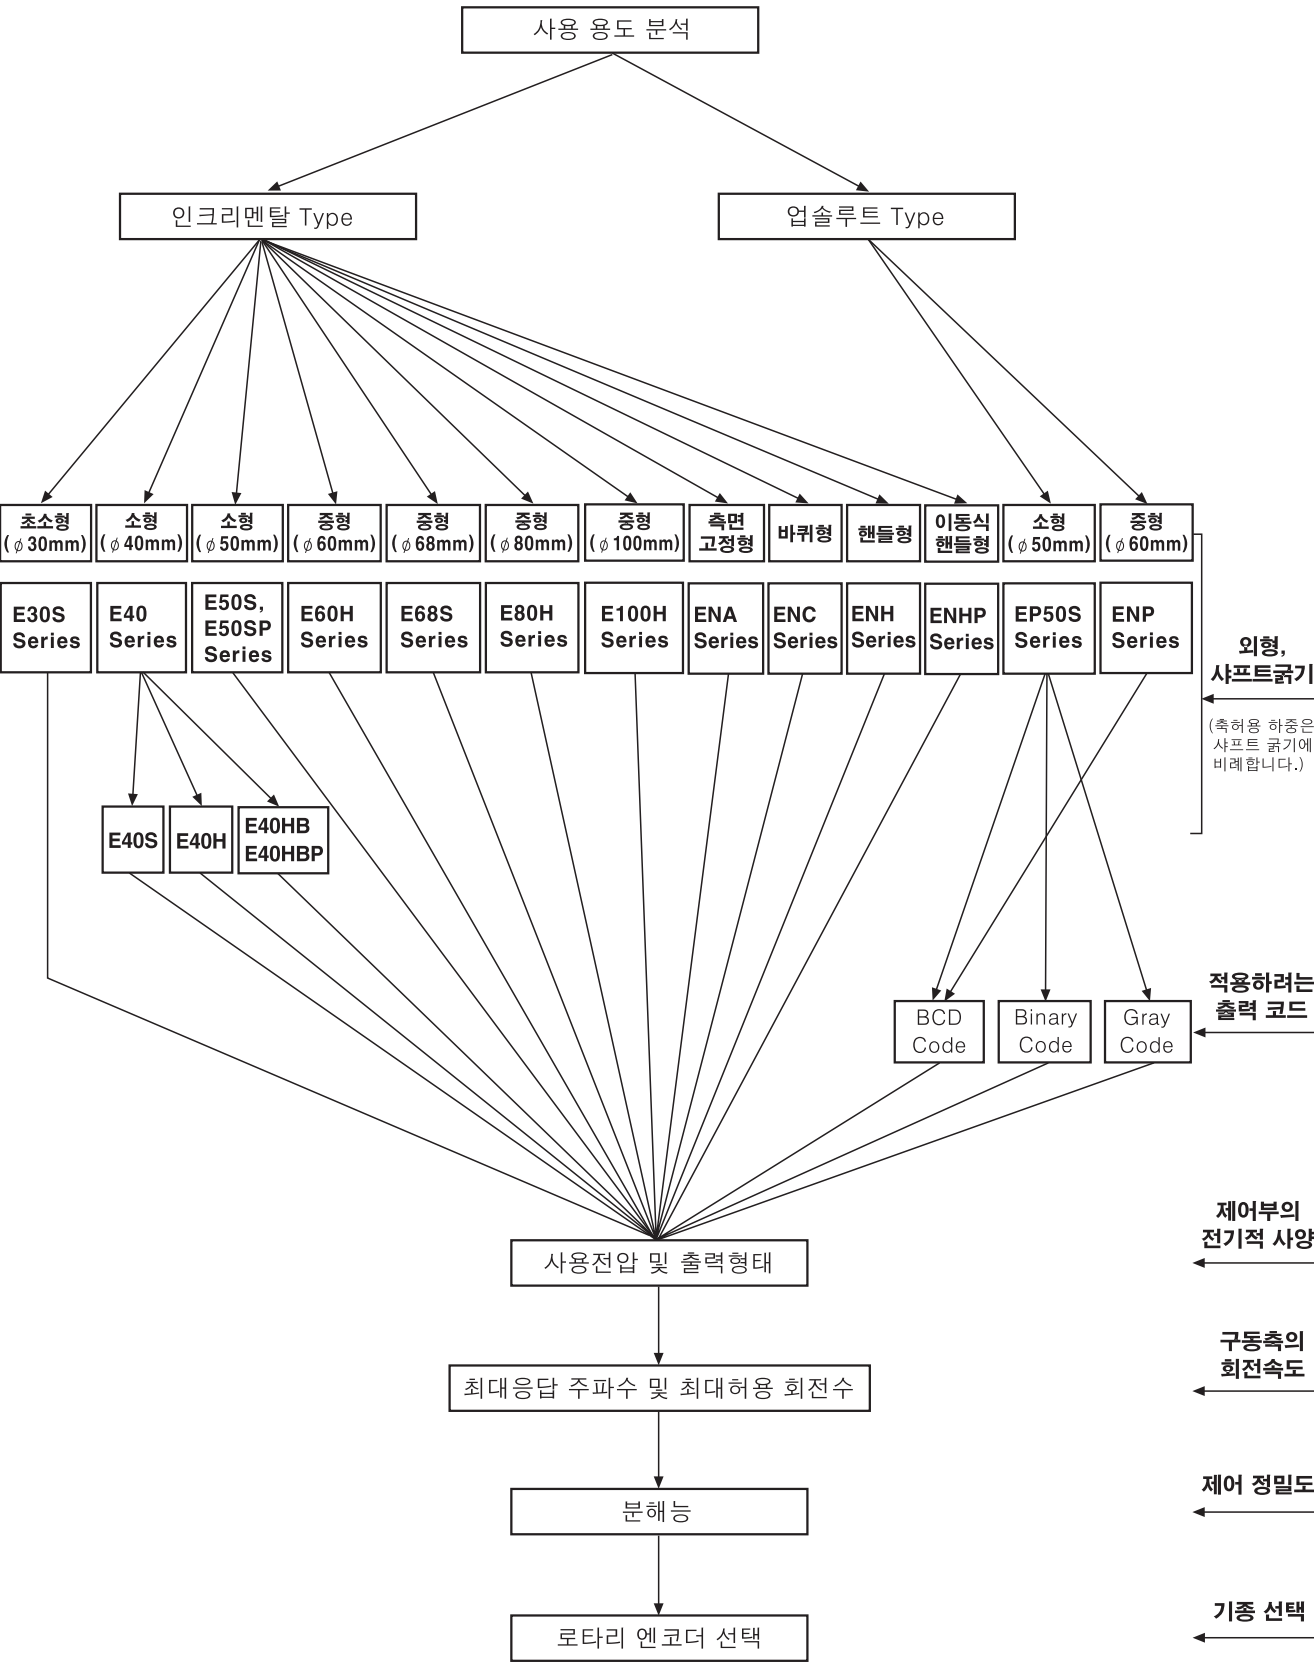 사용 용도 분석
인크리멘탈 Type
업솔루트 Type
초소형
(φ30mm)
소형
(φ40mm)
소형
(φ50mm)
중형
(φ60mm)
중형
(φ68mm)
중형
(φ80mm)
중형
(φ100mm)
측면
고정형
바퀴형
핸들형
이동식
핸들형
소형
(φ50mm)
중형
(φ60mm)
E30S
Series
E40
Series
E50S,
E50SP
Series
E60H
Series
E68S
Series
E80H
Series
E100H
Series
ENA
Series
ENC
Series
ENH
Series
ENHP
Series
EP50S
Series
ENP
Series
외형,
샤프트굵기
(축허용 하중은
샤프트 굵기에
비례합니다.)
E40S
E40H
E40HB
E40HBP
적용하려는
출력 코드
BCD
Code
Binary
Code
Gray
Code
제어부의
전기적 사양
사용전압 및 출력형태
구동축의
회전속도
최대응답 주파수 및 최대허용 회전수
제어 정밀도
분해능
기종 선택
로타리 엔코더 선택